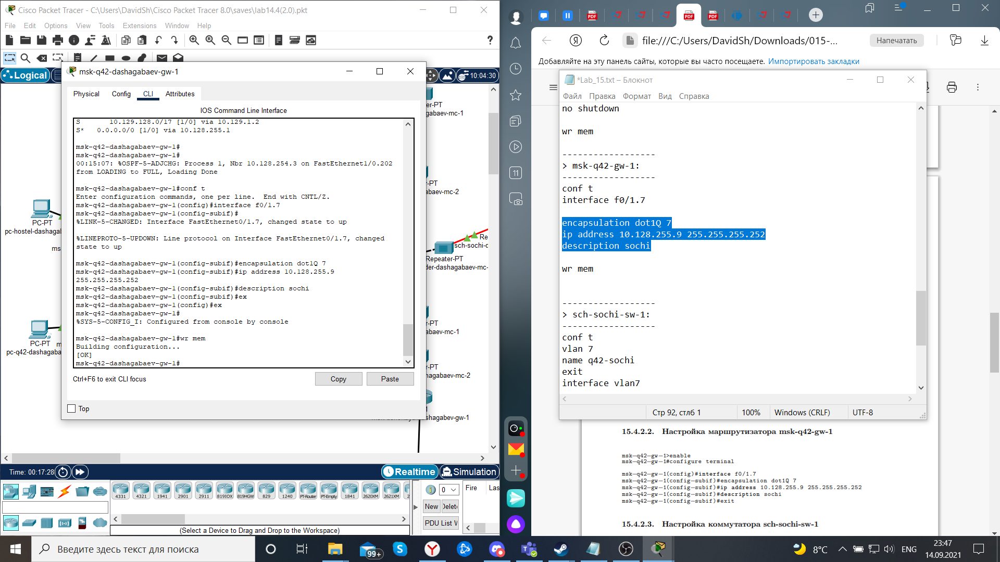 Cisco Packet Tracer - C:\Users\DavidSh\Cisco Packet Tracer 8.0\saves\lab14.4(2.0).pkt
File Edit Options View Tools Extensions Window Help
Logical
10:04:30
msk-q42-dashagabaev-gw-1
Physical Config CLI Attributes
IOS Command Line Interface
S 10.129.128.0/17 [1/0] via 10.129.1.2
S* 0.0.0.0/0 [1/0] via 10.128.255.1
msk-q42-dashagabaev-gw-1#
msk-q42-dashagabaev-gw-1#
00:15:07: %OSPF-5-ADJCHG: Process 1, Nbr 10.128.254.3 on FastEthernet1/0.202
from LOADING to FULL, Loading Done
msk-q42-dashagabaev-gw-1#conf t
Enter configuration commands, one per line. End with CNTL/Z.
msk-q42-dashagabaev-gw-1(config)#interface f0/1.7
msk-q42-dashagabaev-gw-1(config-subif)#
%LINK-5-CHANGED: Interface FastEthernet0/1.7, changed state to up
%LINEPROTO-5-UPDOWN: Line protocol on Interface FastEthernet0/1.7, changed
state to up
msk-q42-dashagabaev-gw-1(config-subif)#encapsulation dot1Q 7
msk-q42-dashagabaev-gw-1(config-subif)#ip address 10.128.255.9
255.255.255.252
msk-q42-dashagabaev-gw-1(config-subif)#description sochi
msk-q42-dashagabaev-gw-1(config-subif)#ex
msk-q42-dashagabaev-gw-1(config)#ex
msk-q42-dashagabaev-gw-1#
%SYS-5-CONFIG_I: Configured from console by console
msk-q42-dashagabaev-gw-1#wr mem
Building configuration...
[OK]
msk-q42-dashagabaev-gw-1#
Ctrl+F6 to exit CLI focus
Copy Paste
Top
PC-PT
pc-hostel-dashagab
ms
PC-PT m
pc-q42-dashagaba
er-PT
gabaev-mc-1
r-PT
baev-mc-2
Re
sch-sochi-d
Repeater-PT
der-dashagabaev-mc-
r-PT
abaev-mc-1
r-PT
hagabaev-mc-2
1
shagabev-gw-1
Time: 00:17:28
Realtime Simulation
4331 4321 1941 2901 2911 819IOX 819HGW 829 1240 PT-Router PT-Empty 1841 2620XM 2621XM 2
0
Fire Las
New Delete
PDU List W
(Select a Device to Drag and Drop to the Workspace)
PDF PDF PDF
file:///C:/Users/DavidSh/Downloads/015-...
Напечатать
Добавляйте на эту панель сайты, которые вы часто посещаете. Импортировать закладки
11
*Lab_15.txt – Блокнот
Файл Правка Формат Вид Справка
no shutdown
wr mem
------------------
> msk-q42-gw-1:
------------------
conf t
interface f0/1.7
encapsulation dot1Q 7
ip address 10.128.255.9 255.255.255.252
description sochi
wr mem
------------------
> sch-sochi-sw-1:
------------------
conf t
vlan 7
name q42-sochi
exit
interface vlan7
Стр 92, стлб 1 100% Windows (CRLF) UTF-8
15.4.2.2. Настройка маршрутизатора msk-q42-gw-1
msk-q42-gw-1>enable
msk-q42-gw-1#configure terminal
msk-q42-gw-1(config)#interface f0/1.7
msk-q42-gw-1(config-subif)#encapsulation dot1Q 7
msk-q42-gw-1(config-subif)#ip address 10.128.255.9 255.255.255.252
msk-q42-gw-1(config-subif)#description sochi
msk-q42-gw-1(config-subif)#exit
15.4.2.3. Настройка коммутатора sch-sochi-sw-1
Введите здесь текст для поиска
99+
8°C
ENG
23:47
14.09.2021